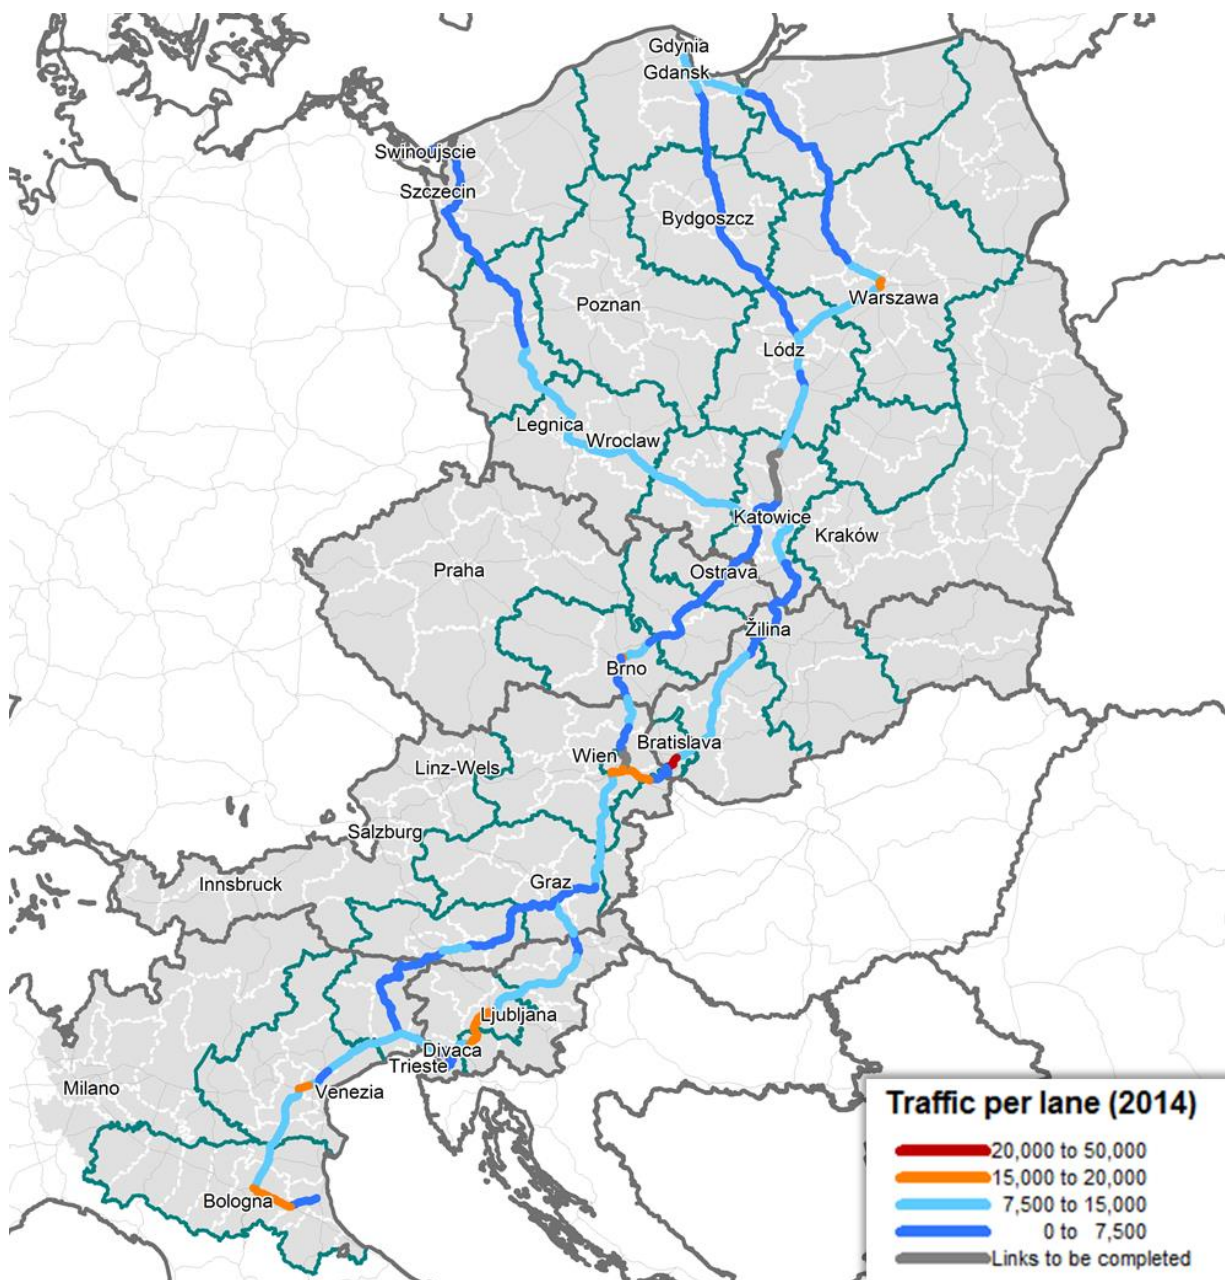 Gdynia
Gdansk
Swinoujscie
Szczecin
Bydgoszcz
Poznan
Warszawa
Lódz
Legnica
Wroclaw
Katowice
Kraków
Praha
Ostrava
Žilina
Brno
Bratislava
Wien
Linz-Wels
Salzburg
Innsbruck
Graz
Ljubljana
Divaca
Trieste
Milano
Venezia
Bologna
Traffic per lane (2014)
20,000 to 50,000
15,000 to 20,000
7,500 to 15,000
0 to 7,500
Links to be completed